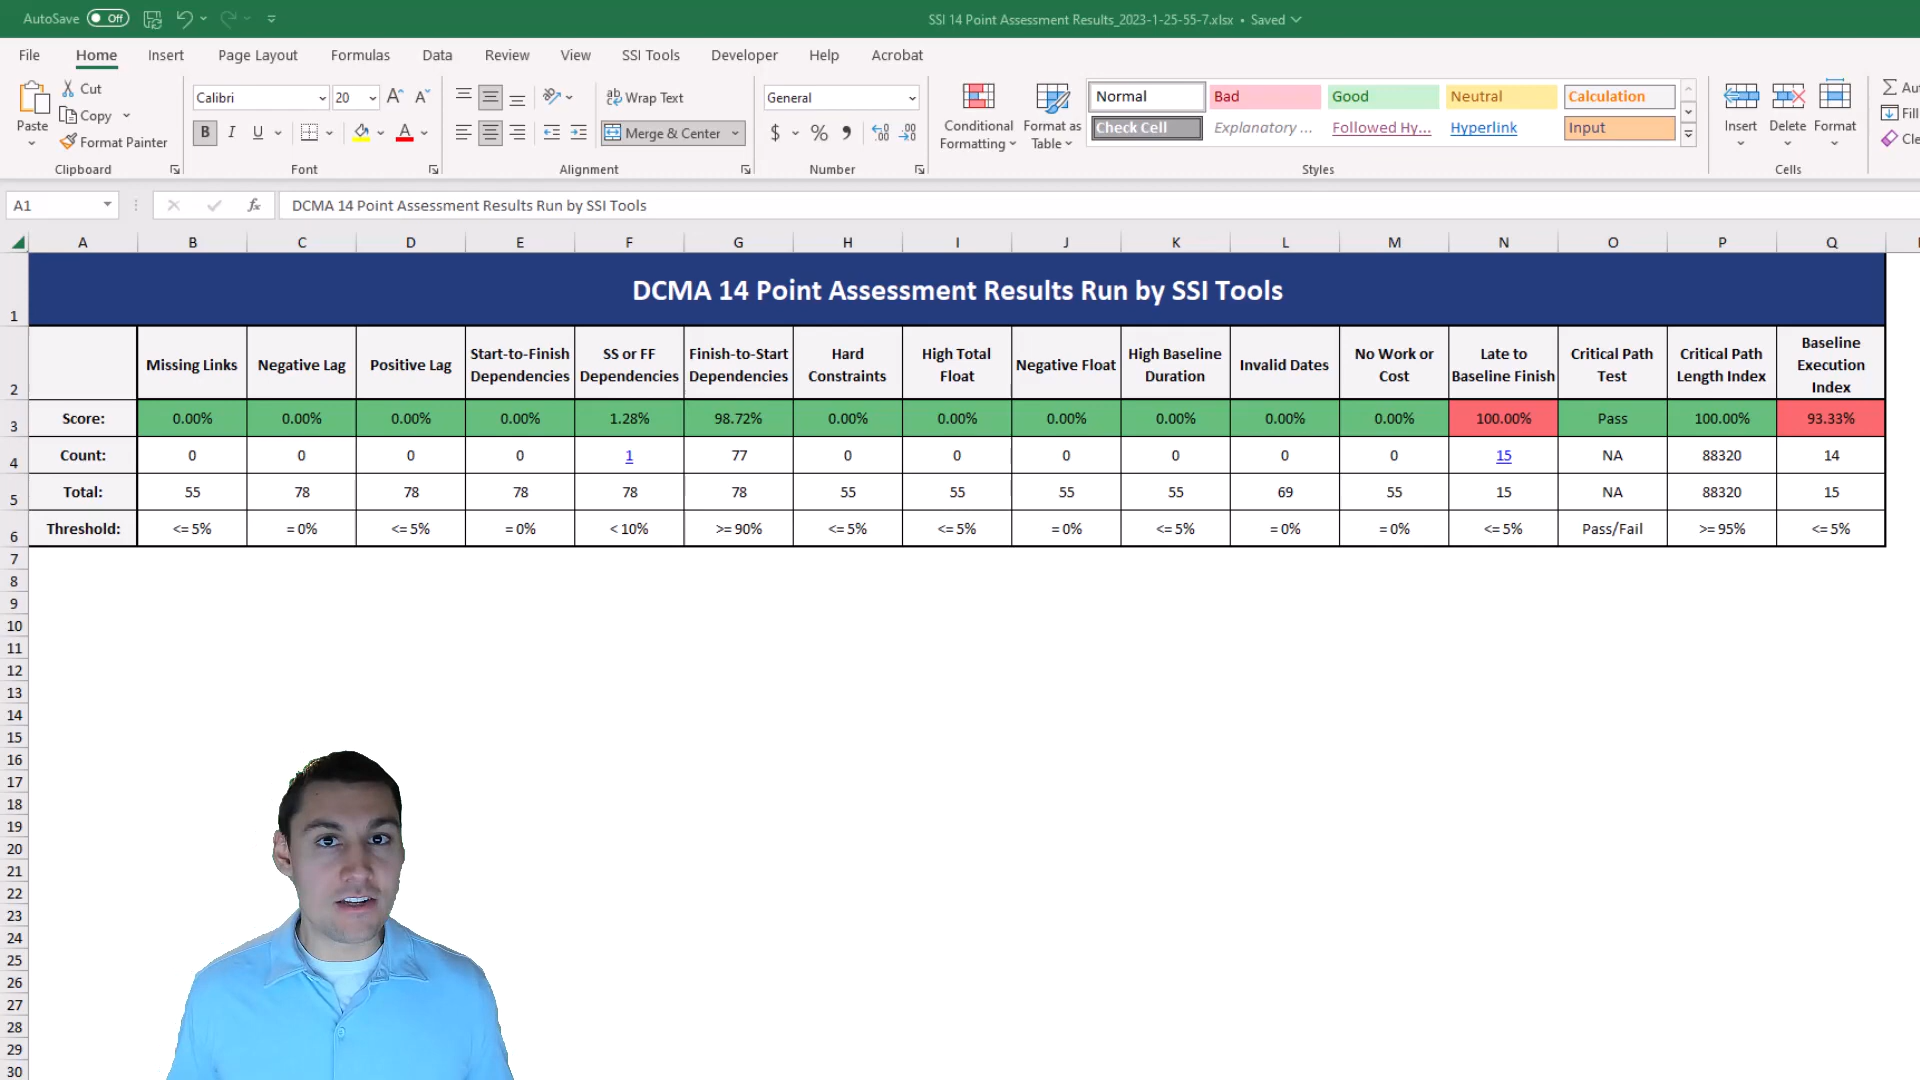 AutoSave Off
SSI 14 Point Assessment Results_2023-1-25-55-7.xlsx • Saved
File Home Insert Page Layout Formulas Data Review View SSI Tools Developer Help Acrobat
Paste
Cut
Copy
Format Painter
Clipboard
Calibri 20
B I U
Font
Wrap Text
Merge & Center
Alignment
General
$ % ,
Number
Conditional Formatting
Format as Table
Normal Bad Good Neutral Calculation
Check Cell Explanatory ... Followed Hy... Hyperlink Input
Styles
Insert Delete Format
Cells
Fill
A1 fx DCMA 14 Point Assessment Results Run by SSI Tools
A B C D E F G H I J K L M N O P Q
1 DCMA 14 Point Assessment Results Run by SSI Tools
2 Missing Links Negative Lag Positive Lag Start-to-Finish Dependencies SS or FF Dependencies Finish-to-Start Dependencies Hard Constraints High Total Float Negative Float High Baseline Duration Invalid Dates No Work or Cost Late to Baseline Finish Critical Path Test Critical Path Length Index Baseline Execution Index
3 Score: 0.00% 0.00% 0.00% 0.00% 1.28% 98.72% 0.00% 0.00% 0.00% 0.00% 0.00% 0.00% 100.00% Pass 100.00% 93.33%
4 Count: 0 0 0 0 1 77 0 0 0 0 0 0 15 NA 88320 14
5 Total: 55 78 78 78 78 78 55 55 55 55 69 55 15 NA 88320 15
6 Threshold: <= 5% = 0% <= 5% = 0% < 10% >= 90% <= 5% <= 5% = 0% <= 5% = 0% = 0% <= 5% Pass/Fail >= 95% <= 5%
7
8
9
10
11
12
13
14
15
16
17
18
19
20
21
22
23
24
25
26
27
28
29
30